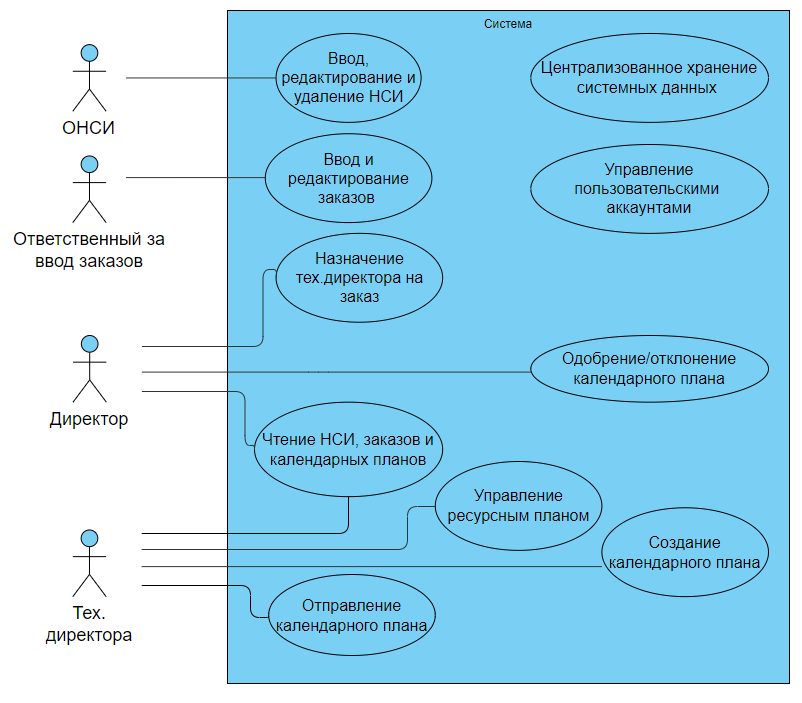 Система
Ввод,
редактирование и
удаление НСИ
Централизованное хранение
системных данных
ОНСИ
Ввод и
редактирование
заказов
Управление
пользовательскими
аккаунтами
Ответственный за
ввод заказов
Назначение
тех.директора на
заказ
Одобрение/отклонение
календарного плана
Директор
Чтение НСИ, заказов и
календарных планов
Управление
ресурсным планом
Создание
календарного плана
Тех.
директора
Отправление
календарного плана